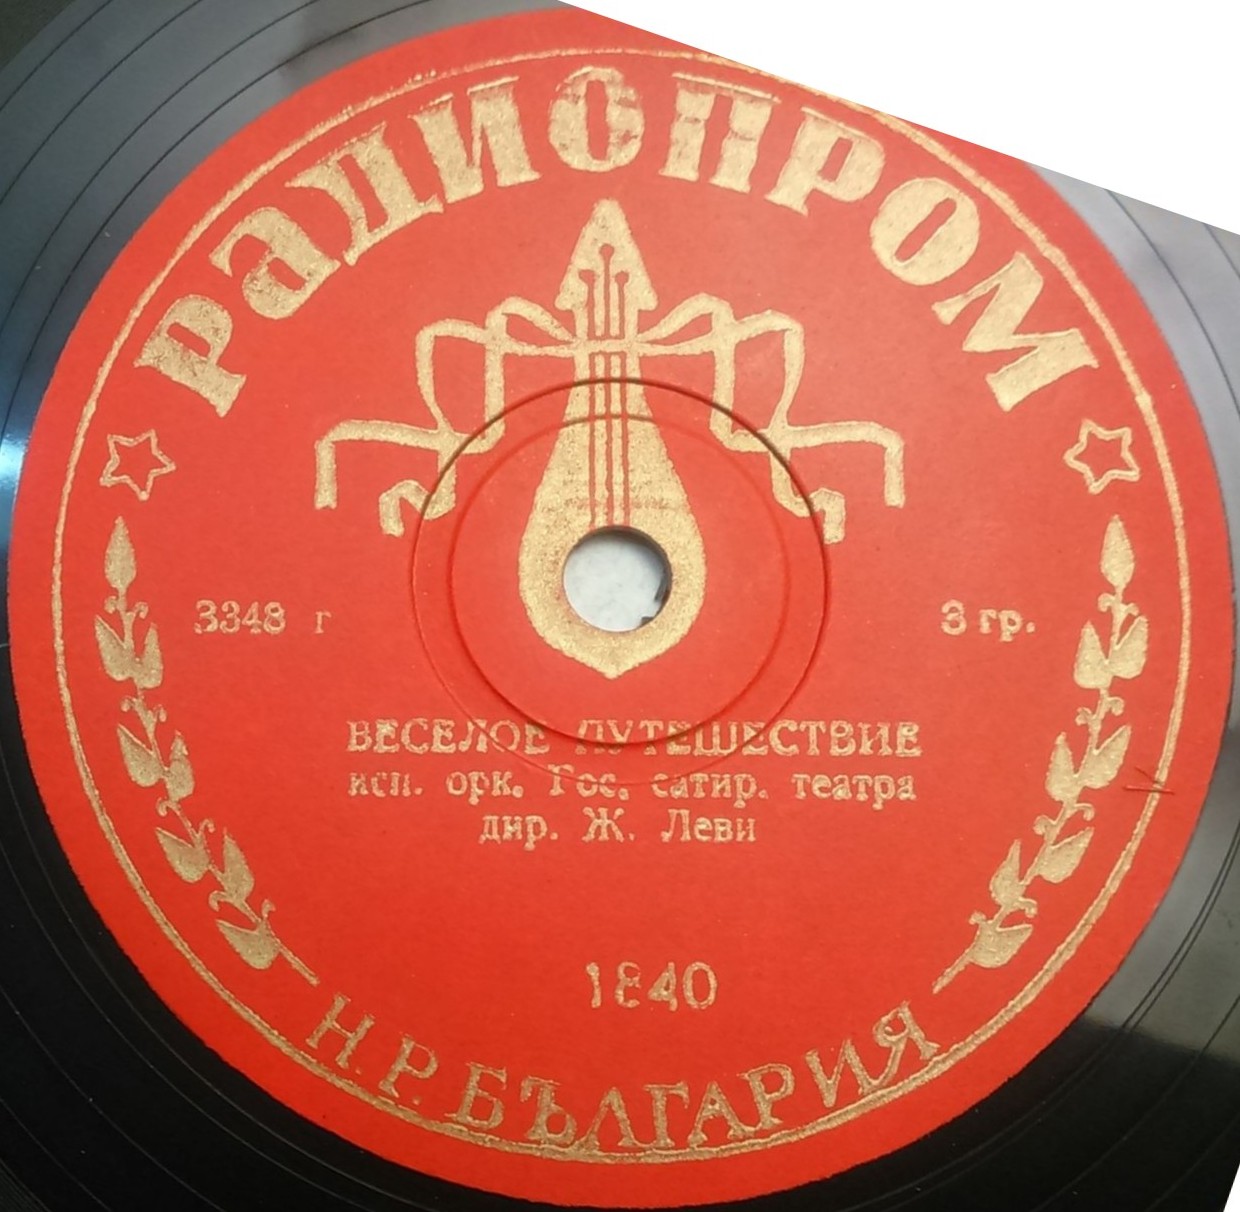 РАДИОПРОМ
3348 г
3 гр.
ВЕСЕЛОЕ ПУТЕШЕСТВИЕ
исп. орк. Гос. сатир. театра
дир. Ж. Леви
1840
Н.Р. БЪЛГАРИЯ